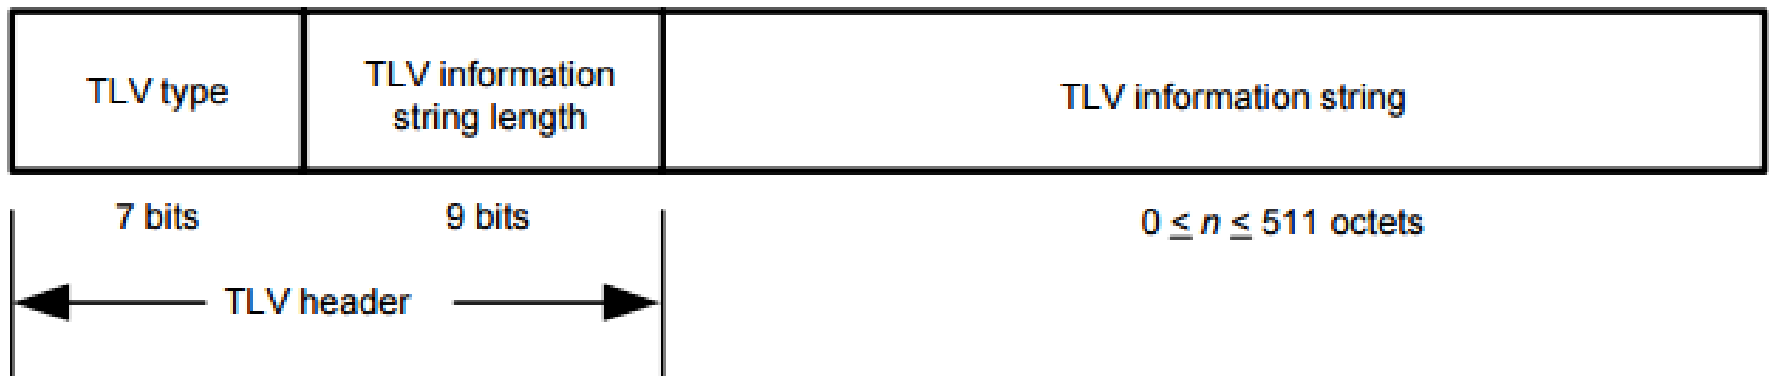 TLV type
TLV information
string length
TLV information string
7 bits
9 bits
0 ≤ n ≤ 511 octets
TLV header